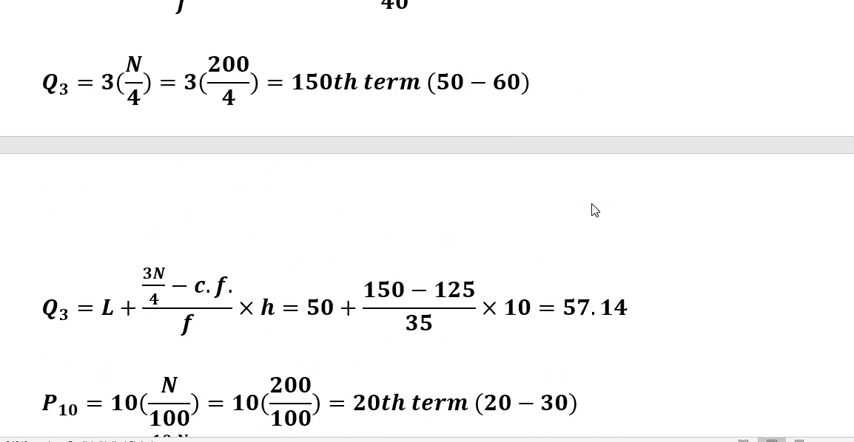 f 40
Q₃ = 3(N/4) = 3(200/4) = 150th term (50 − 60)
Q₃ = L + (3N/4 − c.f.)/f × h = 50 + (150 − 125)/35 × 10 = 57.14
P₁₀ = 10(N/100) = 10(200/100) = 20th term (20 − 30)